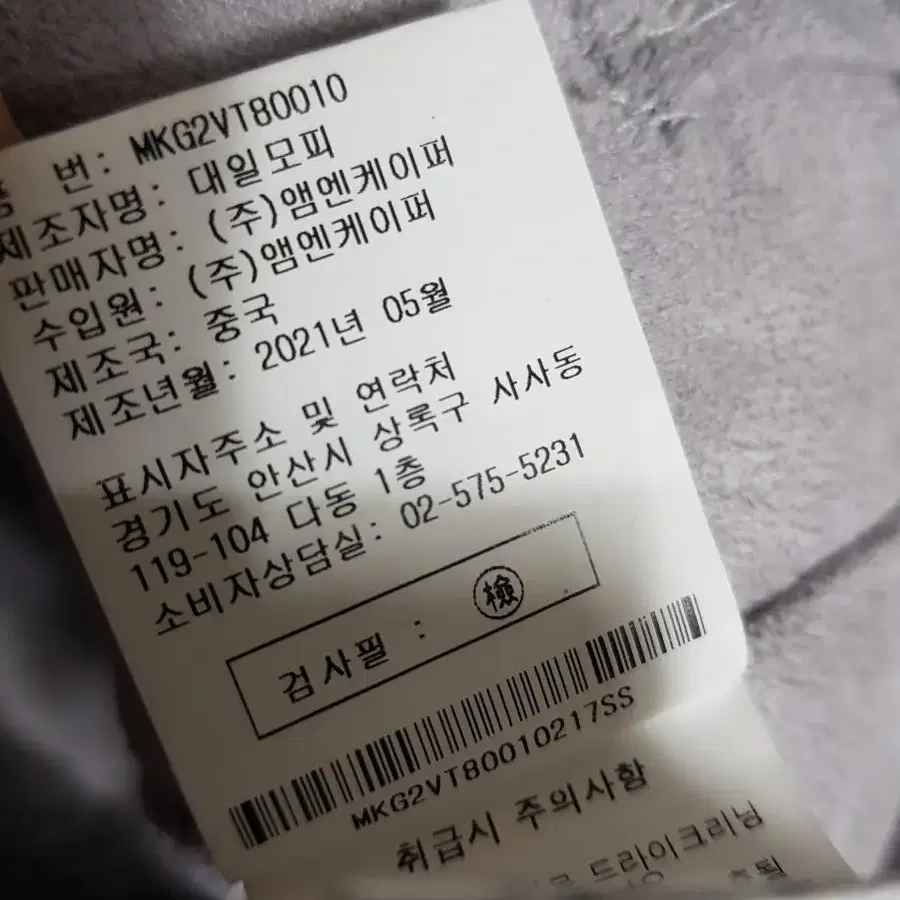 품 번: MKG2VT80010
제조자명: 대일모피
판매자명: (주)앰엔케이퍼
수입원: (주)앰엔케이퍼
제조국: 중국
제조년월: 2021년 05월
표시자주소 및 연락처
경기도 안산시 상록구 사사동
119-104 다동 1층
소비자상담실: 02-575-5231
검사필 : 檢
MKG2VT80010217SS
취급시 주의사항
드라이크리닝